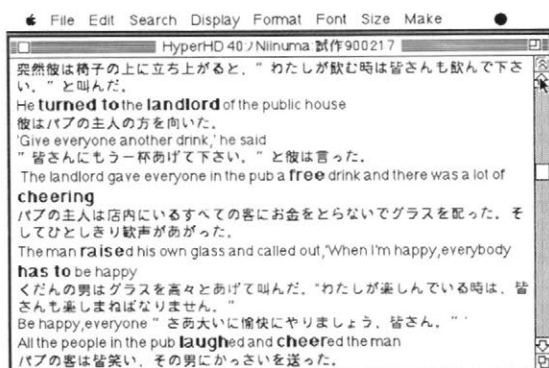 File Edit Search Display Format Font Size Make
HyperHD 40:ﾉNiinuma 試作900217
突然彼は椅子の上に立ち上がると、" わたしが飲む時は皆さんも飲んで下さ
い。" と叫んだ。
He turned to the landlord of the public house
彼はパブの主人の方を向いた。
'Give everyone another drink,' he said
" 皆さんにもう一杯あげて下さい。" と彼は言った。
The landlord gave everyone in the pub a free drink and there was a lot of
cheering
パブの主人は店内にいるすべての客にお金をとらないでグラスを配った。そ
してひとしきり歓声があがった。
The man raised his own glass and called out,'When I'm happy,everybody
has to be happy
くだんの男はグラスを高々とあげて叫んだ。"わたしが楽しんでいる時は、皆
さんも楽しまねばなりません。"
Be happy,everyone " さあ大いに愉快にやりましょう、皆さん。" '
All the people in the pub laughed and cheered the man
パブの客は皆笑い、その男にかっさいを送った。